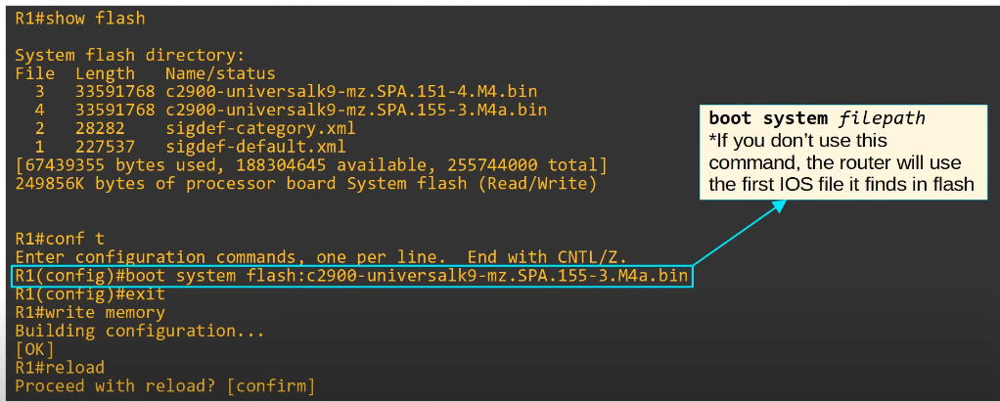 R1#show flash
System flash directory:
File  Length   Name/status
  3   33591768 c2900-universalk9-mz.SPA.151-4.M4.bin
  4   33591768 c2900-universalk9-mz.SPA.155-3.M4a.bin
  2   28282    sigdef-category.xml
  1   227537   sigdef-default.xml
[67439355 bytes used, 188304645 available, 255744000 total]
249856K bytes of processor board System flash (Read/Write)
boot system filepath
*If you don’t use this
command, the router will use
the first IOS file it finds in flash
R1#conf t
Enter configuration commands, one per line.  End with CNTL/Z.
R1(config)#boot system flash:c2900-universalk9-mz.SPA.155-3.M4a.bin
R1(config)#exit
R1#write memory
Building configuration...
[OK]
R1#reload
Proceed with reload? [confirm]